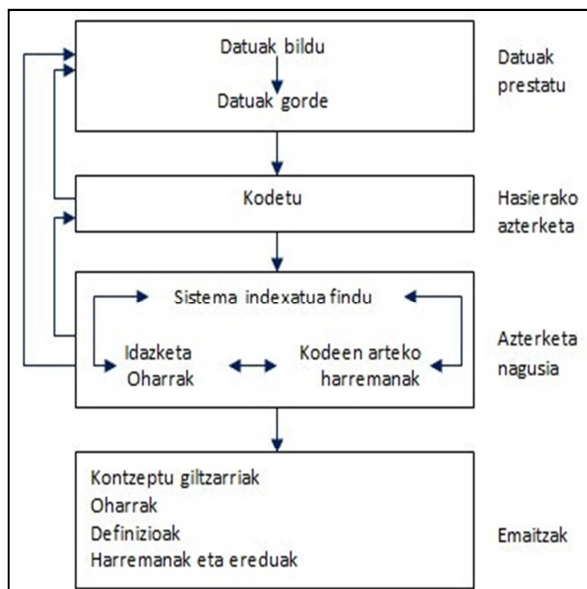 Datuak bildu
Datuak gorde
Datuak
prestatu
Kodetu
Hasierako
azterketa
Sistema indexatua findu
Idazketa
Oharrak
Kodeen arteko
harremanak
Azterketa
nagusia
Kontzeptu giltzarriak
Oharrak
Definizioak
Harremanak eta ereduak
Emaitzak